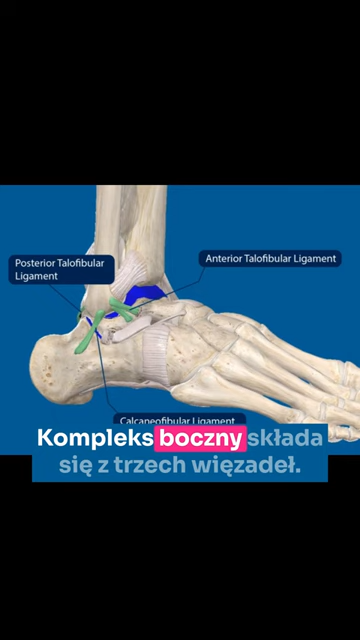 Posterior Talofibular
Ligament
Anterior Talofibular Ligament
Calcaneofibular Ligament
Kompleks boczny składa
się z trzech więzadeł.